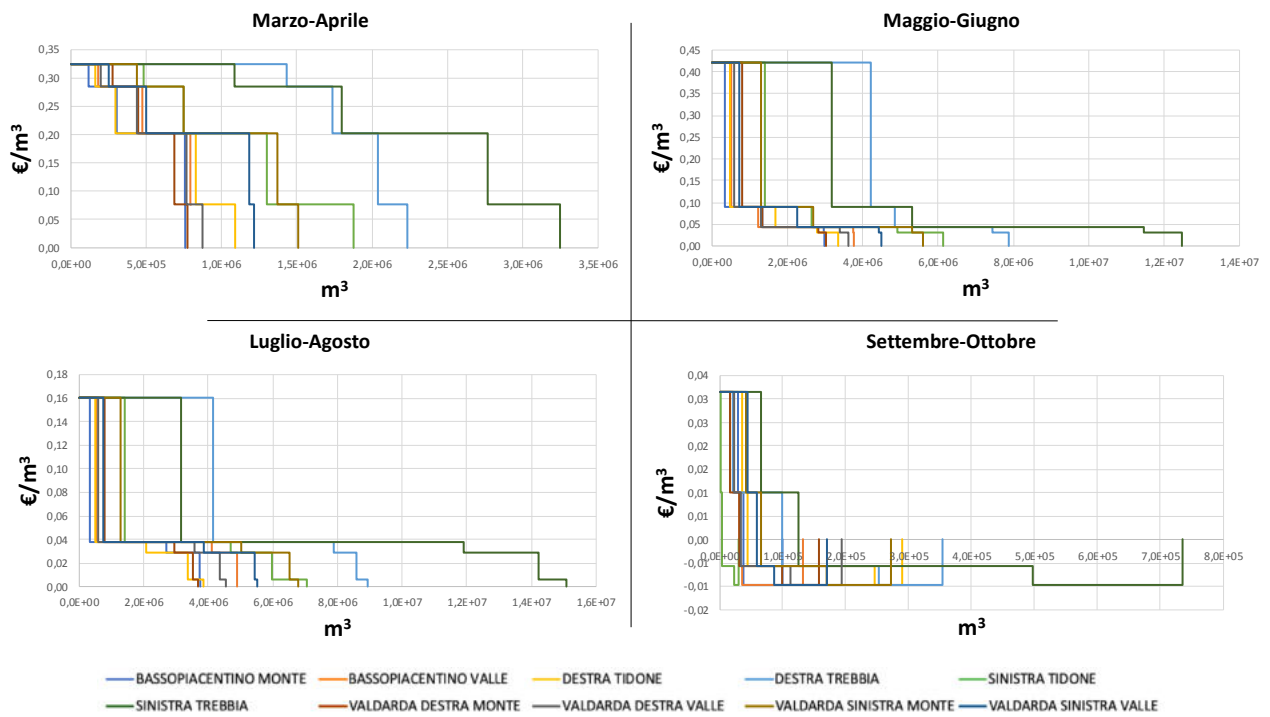 Marzo-Aprile
0,35
0,30
0,25
0,20
0,15
0,10
0,05
0,00
€/m³
0,0E+00 5,0E+05 1,0E+06 1,5E+06 2,0E+06 2,5E+06 3,0E+06 3,5E+06
m³
Maggio-Giugno
0,45
0,40
0,35
0,30
0,25
0,20
0,15
0,10
0,05
0,00
€/m³
0,0E+00 2,0E+06 4,0E+06 6,0E+06 8,0E+06 1,0E+07 1,2E+07 1,4E+07
m³
Luglio-Agosto
0,18
0,16
0,14
0,12
0,10
0,08
0,06
0,04
0,02
0,00
€/m³
0,0E+00 2,0E+06 4,0E+06 6,0E+06 8,0E+06 1,0E+07 1,2E+07 1,4E+07 1,6E+07
m³
Settembre-Ottobre
0,04
0,03
0,03
0,02
0,02
0,01
0,01
0,00
-0,01
-0,01
-0,02
€/m³
0,0E+00 1,0E+05 2,0E+05 3,0E+05 4,0E+05 5,0E+05 6,0E+05 7,0E+05 8,0E+05
m³
BASSOPIACENTINO MONTE BASSOPIACENTINO VALLE DESTRA TIDONE DESTRA TREBBIA SINISTRA TIDONE
SINISTRA TREBBIA VALDARDA DESTRA MONTE VALDARDA DESTRA VALLE VALDARDA SINISTRA MONTE VALDARDA SINISTRA VALLE